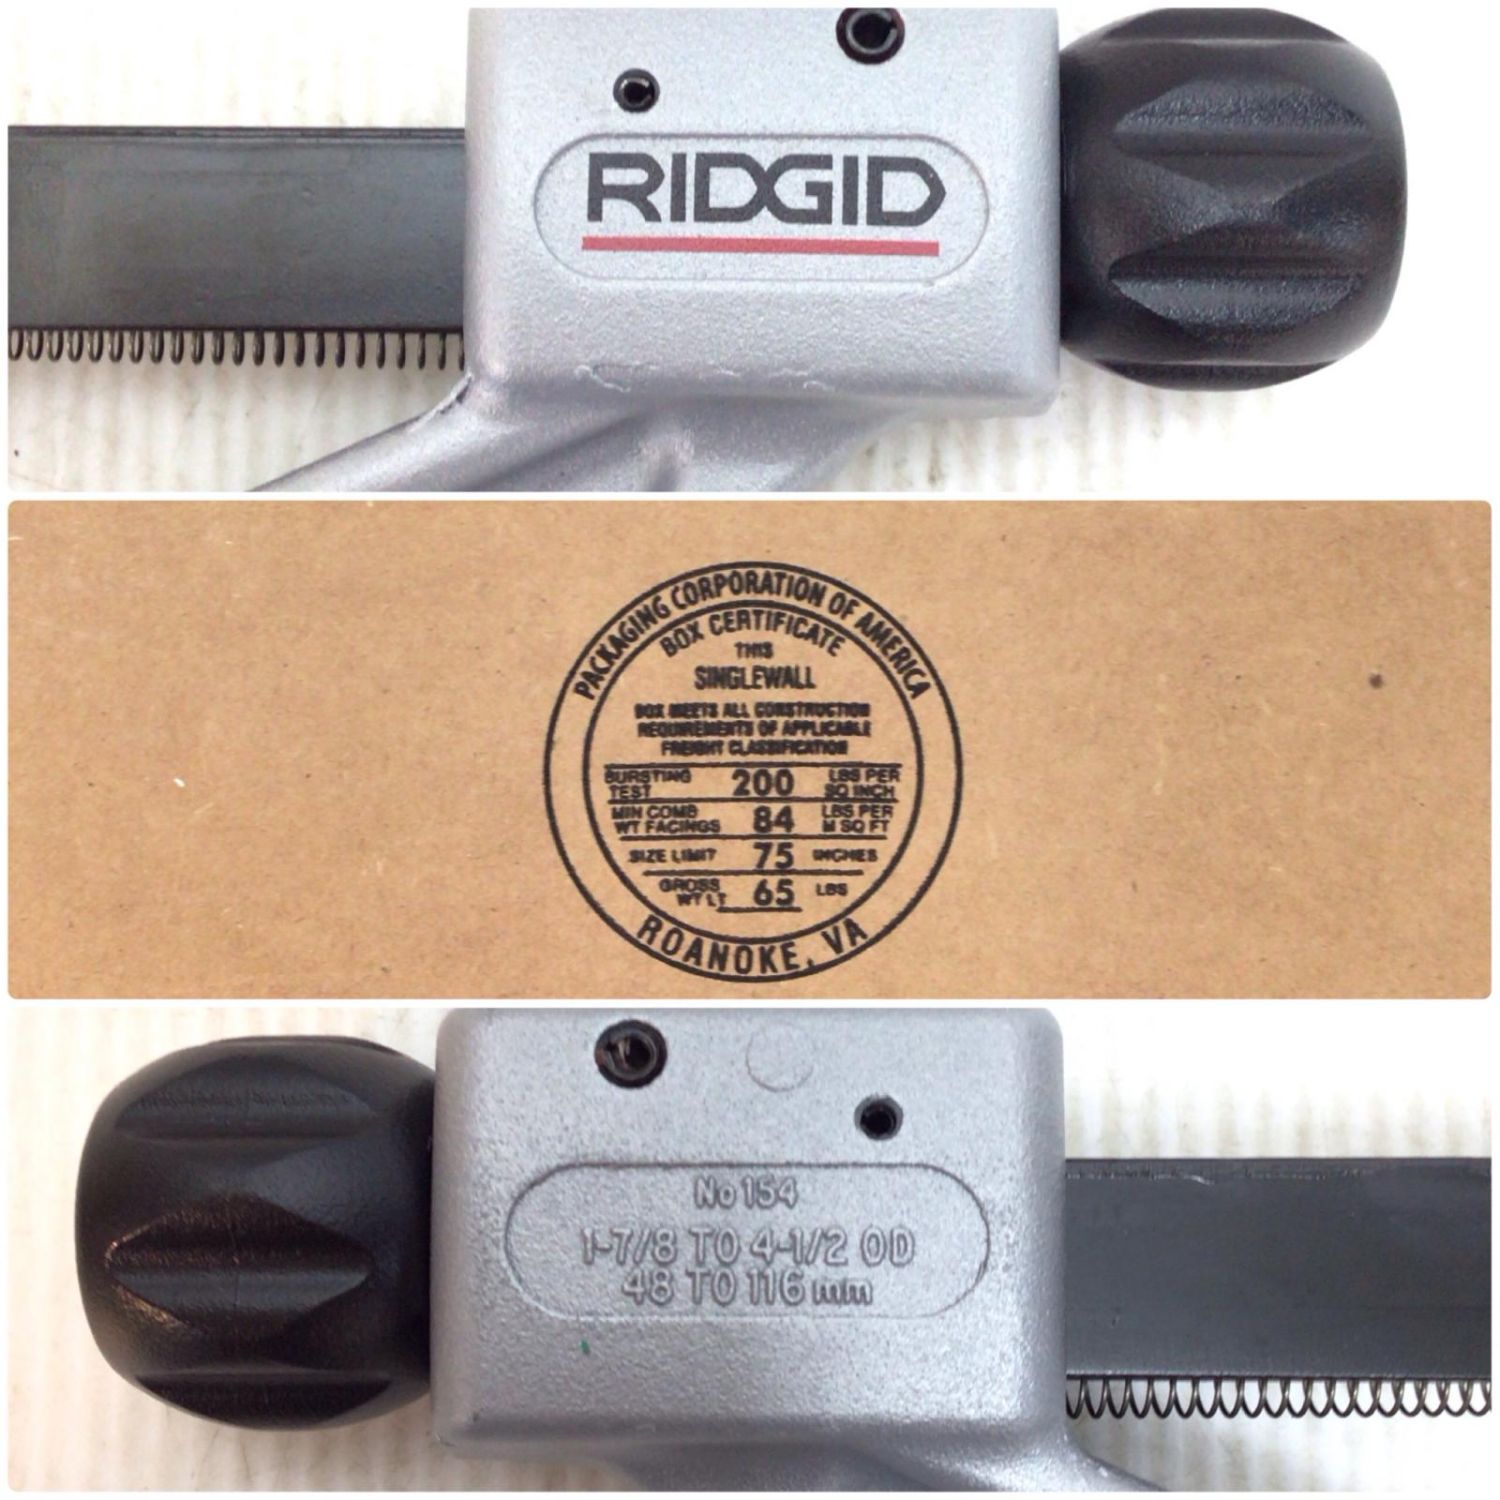 RIDGID
PACKAGING CORPORATION OF AMERICA
BOX CERTIFICATE
THIS
SINGLEWALL
BOX MEETS ALL CONSTRUCTION
REQUIREMENTS OF APPLICABLE
FREIGHT CLASSIFICATION
BURSTING TEST 200 LBS PER SQ INCH
MIN COMB WT FACINGS 84 LBS PER M SQ FT
SIZE LIMIT 75 INCHES
GROSS WT LT 65 LBS
ROANOKE, VA
No 154
1-7/8 TO 4-1/2 OD
48 TO 116 mm